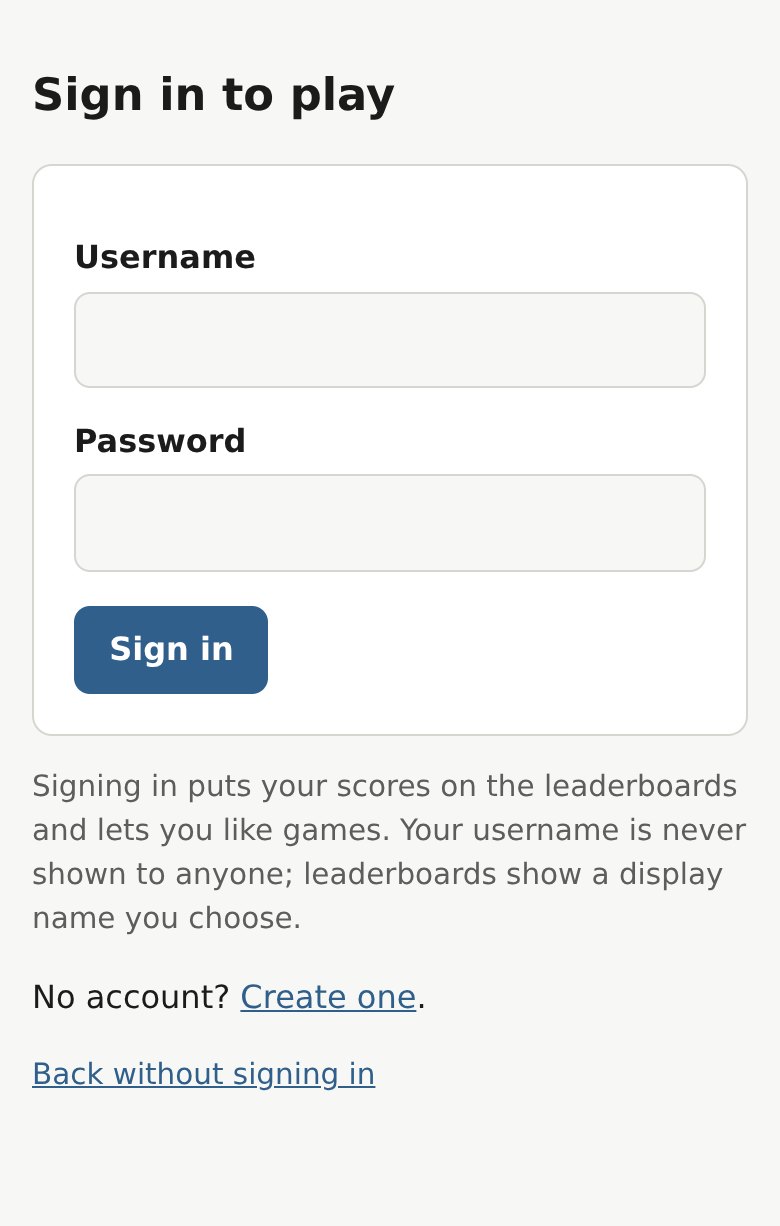 Sign in to play
Username
Password
Sign in
Signing in puts your scores on the leaderboards
and lets you like games. Your username is never
shown to anyone; leaderboards show a display
name you choose.
No account? Create one.
Back without signing in